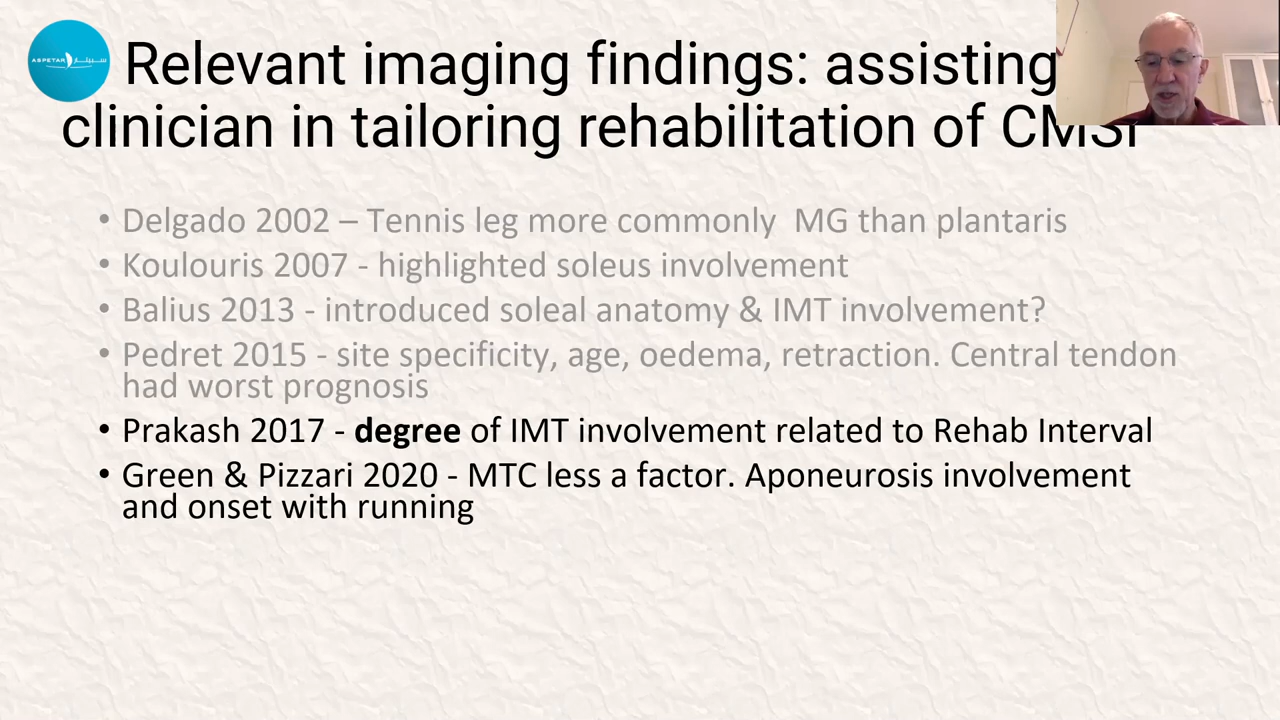 ASPETAR سبيتار
Relevant imaging findings: assisting
clinician in tailoring rehabilitation of CMSI
• Delgado 2002 – Tennis leg more commonly  MG than plantaris
• Koulouris 2007 - highlighted soleus involvement
• Balius 2013 - introduced soleal anatomy & IMT involvement?
• Pedret 2015 - site specificity, age, oedema, retraction. Central tendon
had worst prognosis
• Prakash 2017 - degree of IMT involvement related to Rehab Interval
• Green & Pizzari 2020 - MTC less a factor. Aponeurosis involvement
and onset with running